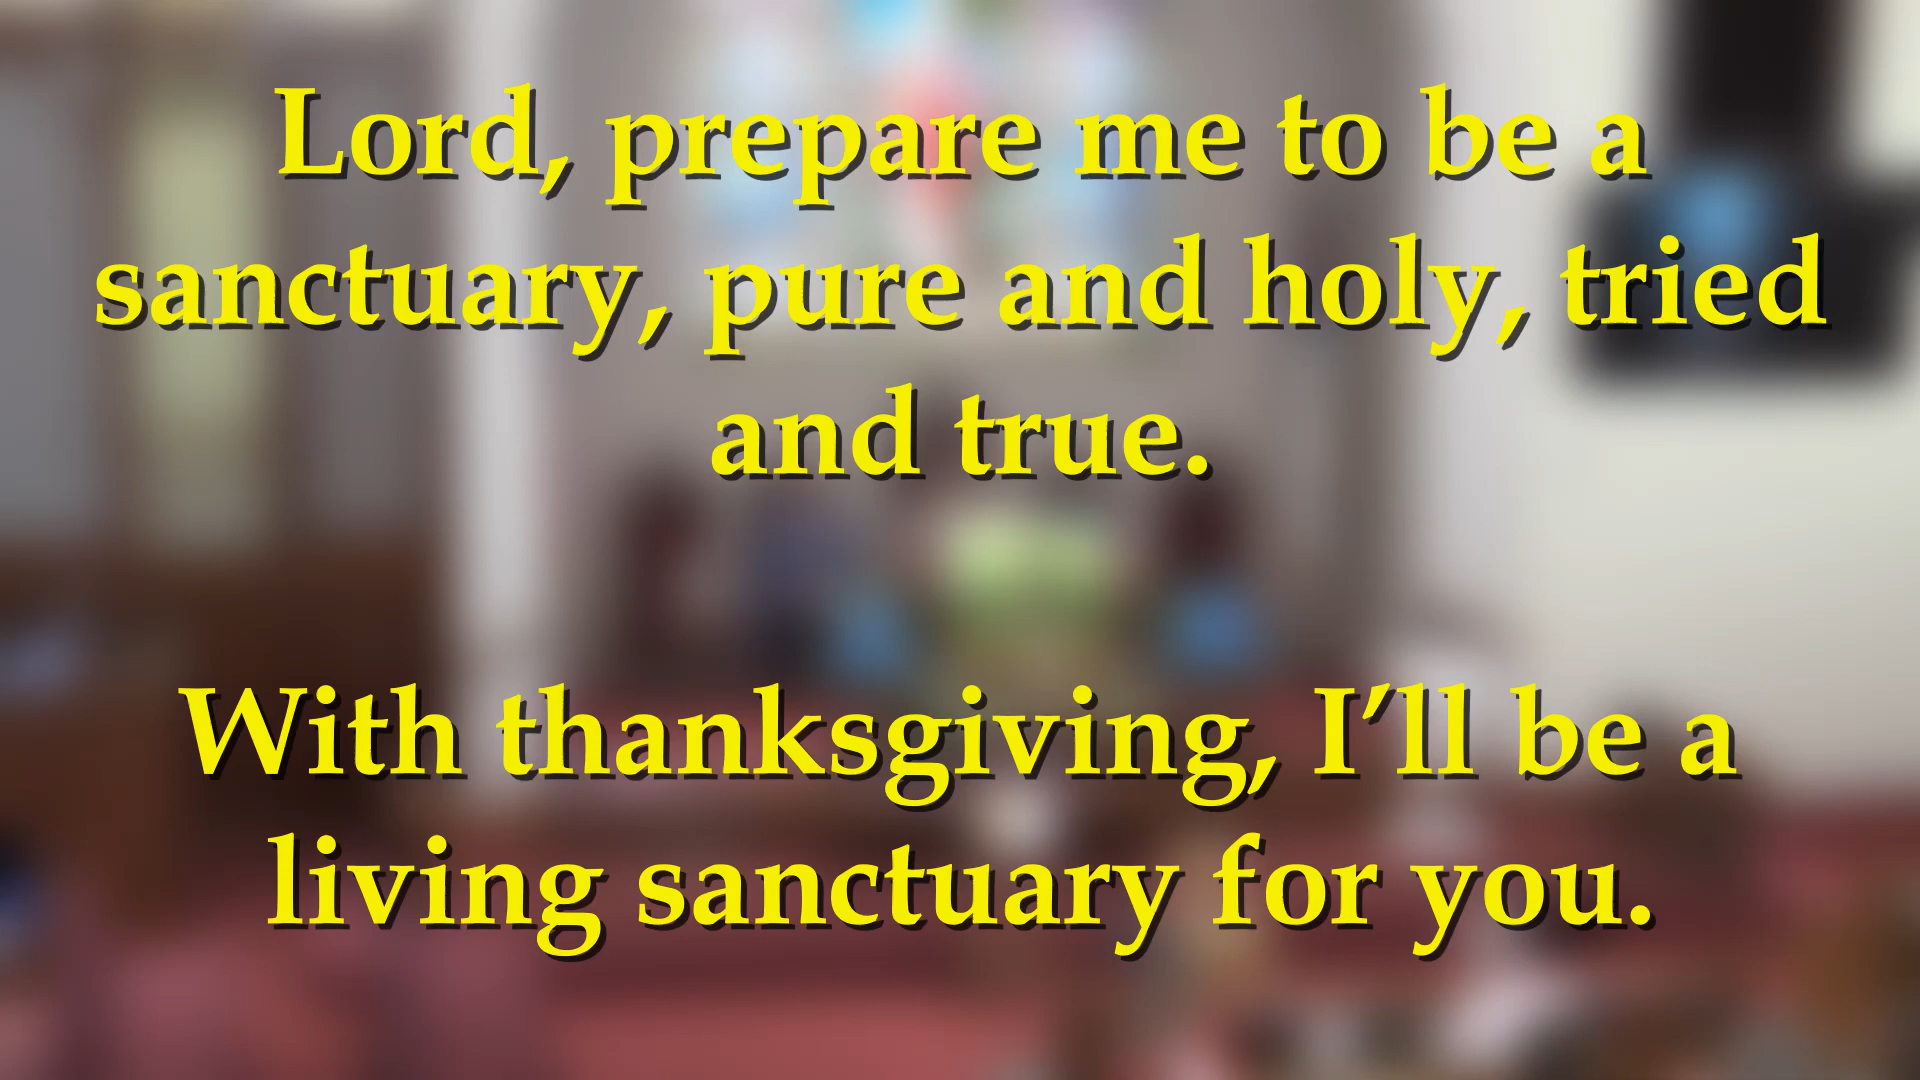 Lord, prepare me to be a
sanctuary, pure and holy, tried
and true.
With thanksgiving, I’ll be a
living sanctuary for you.